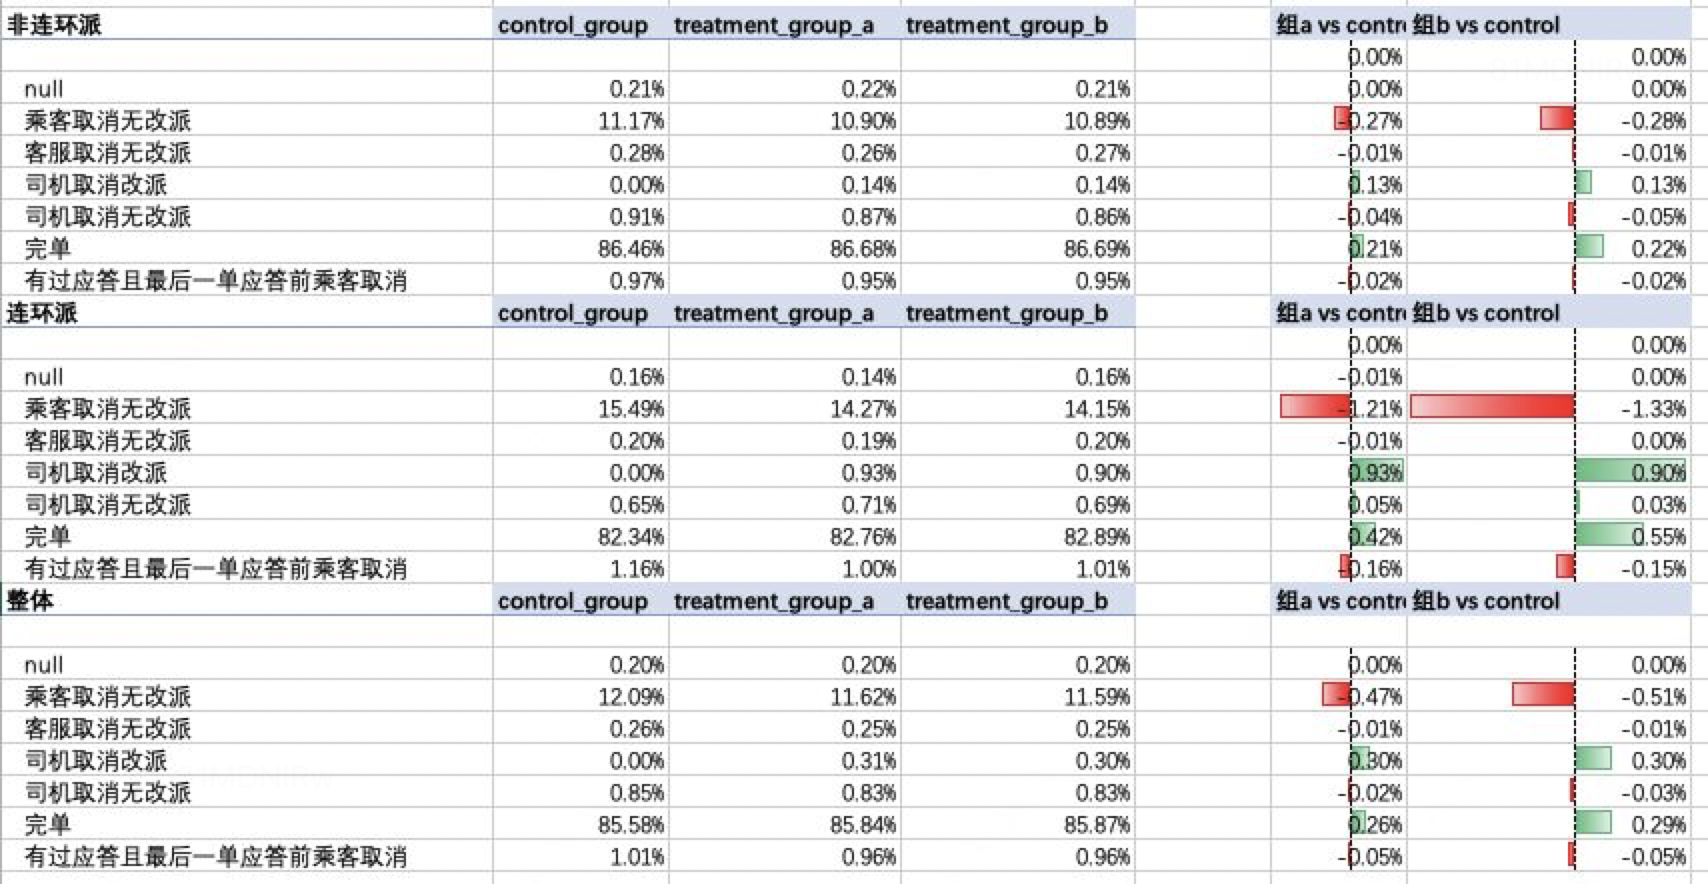 非连环派 control_group treatment_group_a treatment_group_b 组a vs contr 组b vs control
0.00% 0.00%
null 0.21% 0.22% 0.21% 0.00% 0.00%
乘客取消无改派 11.17% 10.90% 10.89% -0.27% -0.28%
客服取消无改派 0.28% 0.26% 0.27% -0.01% -0.01%
司机取消改派 0.00% 0.14% 0.14% 0.13% 0.13%
司机取消无改派 0.91% 0.87% 0.86% -0.04% -0.05%
完单 86.46% 86.68% 86.69% 0.21% 0.22%
有过应答且最后一单应答前乘客取消 0.97% 0.95% 0.95% -0.02% -0.02%
连环派 control_group treatment_group_a treatment_group_b 组a vs contr 组b vs control
0.00% 0.00%
null 0.16% 0.14% 0.16% -0.01% 0.00%
乘客取消无改派 15.49% 14.27% 14.15% -1.21% -1.33%
客服取消无改派 0.20% 0.19% 0.20% -0.01% 0.00%
司机取消改派 0.00% 0.93% 0.90% 0.93% 0.90%
司机取消无改派 0.65% 0.71% 0.69% 0.05% 0.03%
完单 82.34% 82.76% 82.89% 0.42% 0.55%
有过应答且最后一单应答前乘客取消 1.16% 1.00% 1.01% -0.16% -0.15%
整体 control_group treatment_group_a treatment_group_b 组a vs contr 组b vs control
null 0.20% 0.20% 0.20% 0.00% 0.00%
乘客取消无改派 12.09% 11.62% 11.59% -0.47% -0.51%
客服取消无改派 0.26% 0.25% 0.25% -0.01% -0.01%
司机取消改派 0.00% 0.31% 0.30% 0.30% 0.30%
司机取消无改派 0.85% 0.83% 0.83% -0.02% -0.03%
完单 85.58% 85.84% 85.87% 0.26% 0.29%
有过应答且最后一单应答前乘客取消 1.01% 0.96% 0.96% -0.05% -0.05%